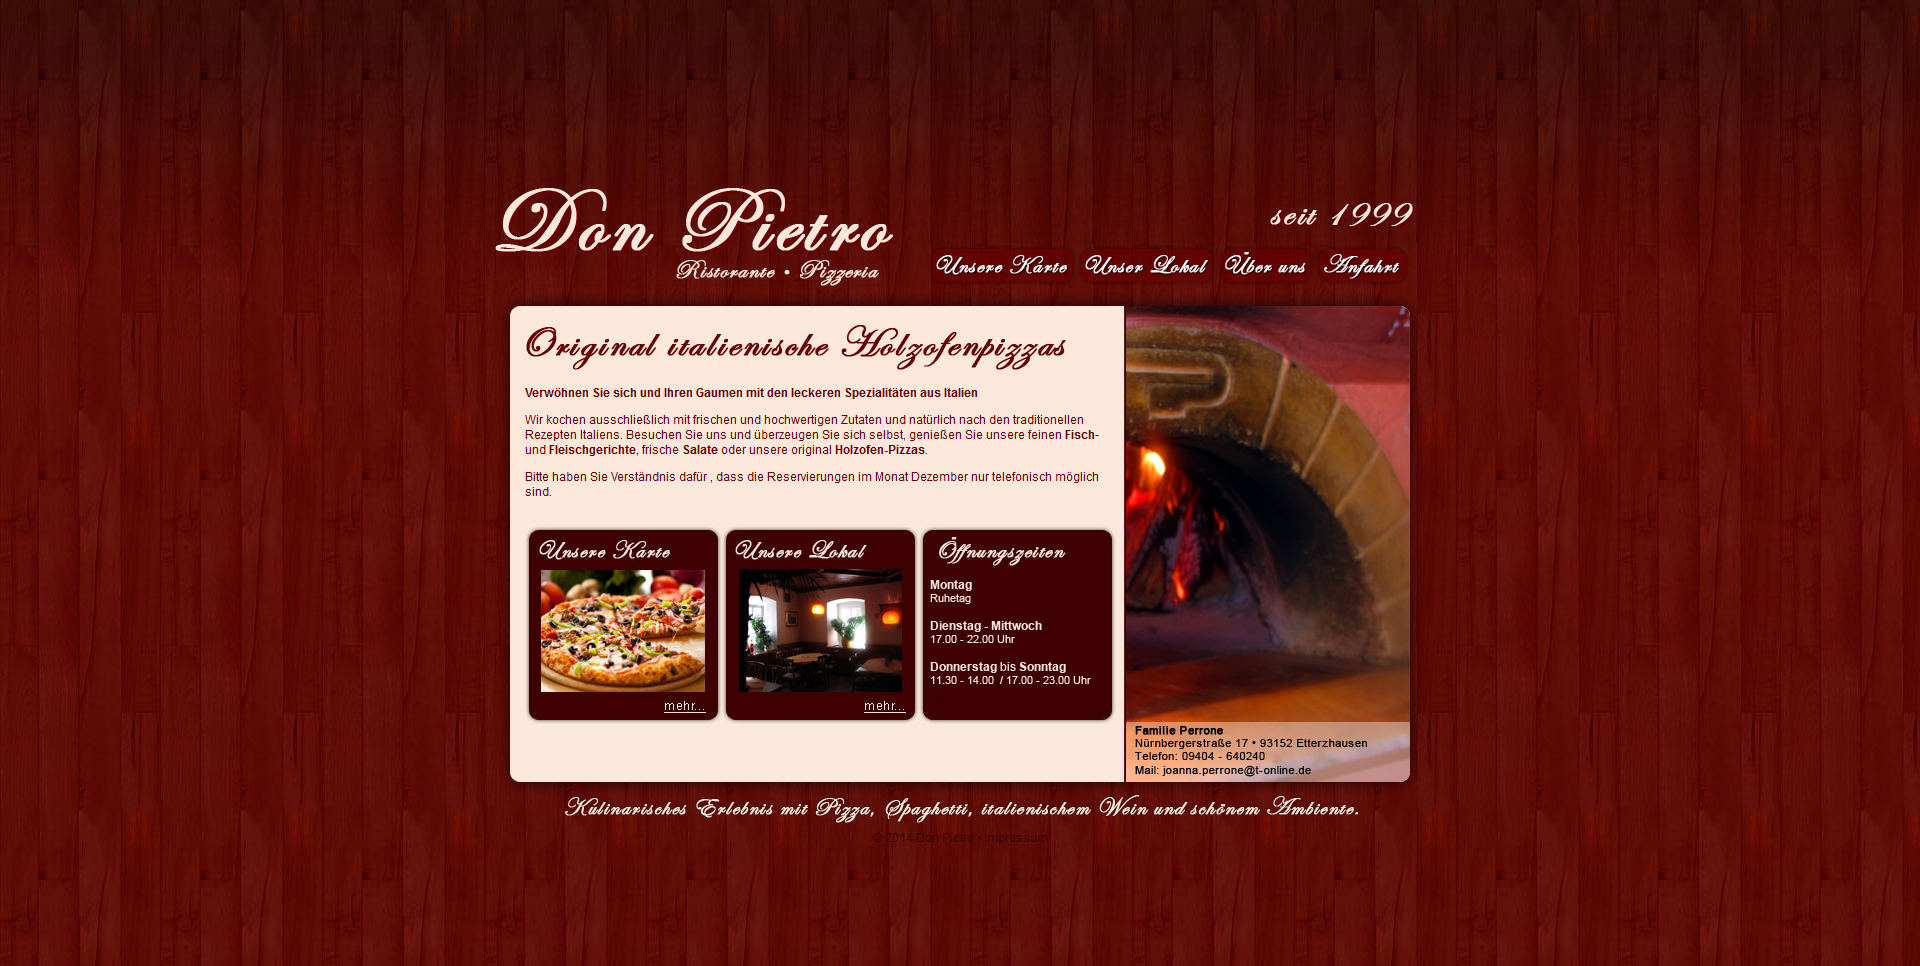 Don Pietro
Ristorante • Pizzeria
seit 1999
Unsere Karte
Unser Lokal
Über uns
Anfahrt
Original italienische Holzofenpizzas
Verwöhnen Sie sich und Ihren Gaumen mit den leckeren Spezialitäten aus Italien
Wir kochen ausschließlich mit frischen und hochwertigen Zutaten und natürlich nach den traditionellen
Rezepten Italiens. Besuchen Sie uns und überzeugen Sie sich selbst, genießen Sie unsere feinen Fisch-
und Fleischgerichte, frische Salate oder unsere original Holzofen-Pizzas.
Bitte haben Sie Verständnis dafür , dass die Reservierungen im Monat Dezember nur telefonisch möglich
sind.
Unsere Karte
mehr...
Unsere Lokal
mehr...
Öffnungszeiten
Montag
Ruhetag
Dienstag - Mittwoch
17.00 - 22.00 Uhr
Donnerstag bis Sonntag
11.30 - 14.00 / 17.00 - 23.00 Uhr
Familie Perrone
Nürnbergerstraße 17 • 93152 Etterzhausen
Telefon: 09404 - 640240
Mail: joanna.perrone@t-online.de
Kulinarisches Erlebnis mit Pizza, Spaghetti, italienischem Wein und schönem Ambiente.
© 2014 Don Pietro • Impressum